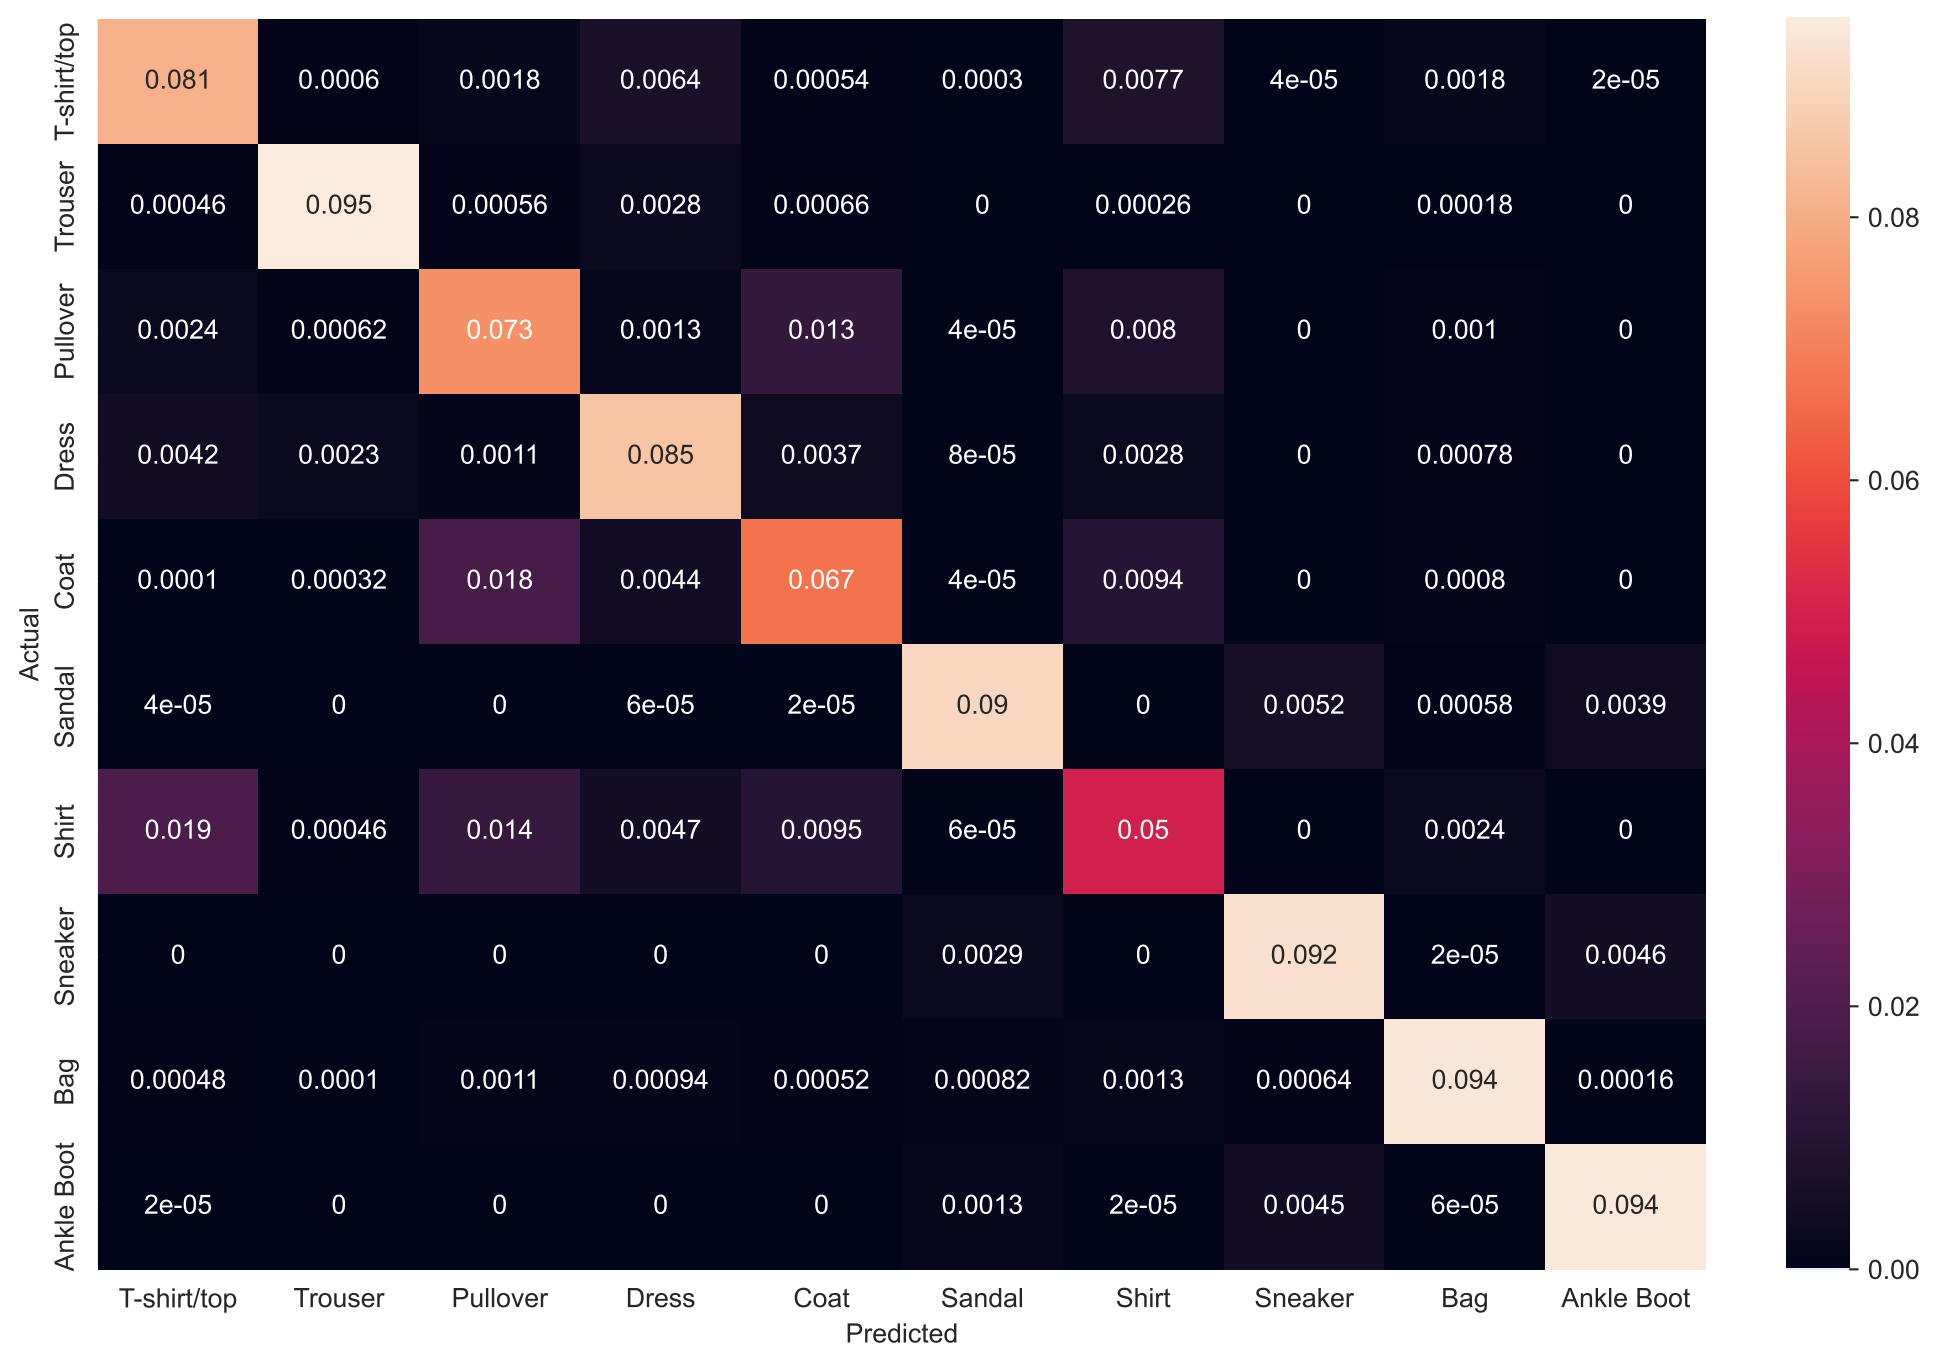 T-shirt/top 0.081 0.0006 0.0018 0.0064 0.00054 0.0003 0.0077 4e-05 0.0018 2e-05
Trouser 0.00046 0.095 0.00056 0.0028 0.00066 0 0.00026 0 0.00018 0
Pullover 0.0024 0.00062 0.073 0.0013 0.013 4e-05 0.008 0 0.001 0
Dress 0.0042 0.0023 0.0011 0.085 0.0037 8e-05 0.0028 0 0.00078 0
Coat 0.0001 0.00032 0.018 0.0044 0.067 4e-05 0.0094 0 0.0008 0
Sandal 4e-05 0 0 6e-05 2e-05 0.09 0 0.0052 0.00058 0.0039
Shirt 0.019 0.00046 0.014 0.0047 0.0095 6e-05 0.05 0 0.0024 0
Sneaker 0 0 0 0 0 0.0029 0 0.092 2e-05 0.0046
Bag 0.00048 0.0001 0.0011 0.00094 0.00052 0.00082 0.0013 0.00064 0.094 0.00016
Ankle Boot 2e-05 0 0 0 0 0.0013 2e-05 0.0045 6e-05 0.094
T-shirt/top Trouser Pullover Dress Coat Sandal Shirt Sneaker Bag Ankle Boot
Predicted
Actual
0.08
0.06
0.04
0.02
0.00